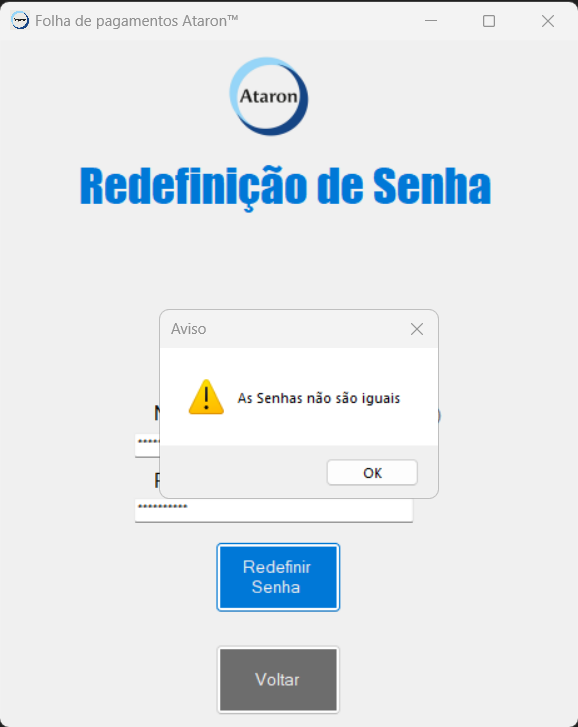 Folha de pagamentos Ataron™
Ataron
Redefinição de Senha
Aviso
As Senhas não são iguais
OK
**********
Redefinir
Senha
Voltar